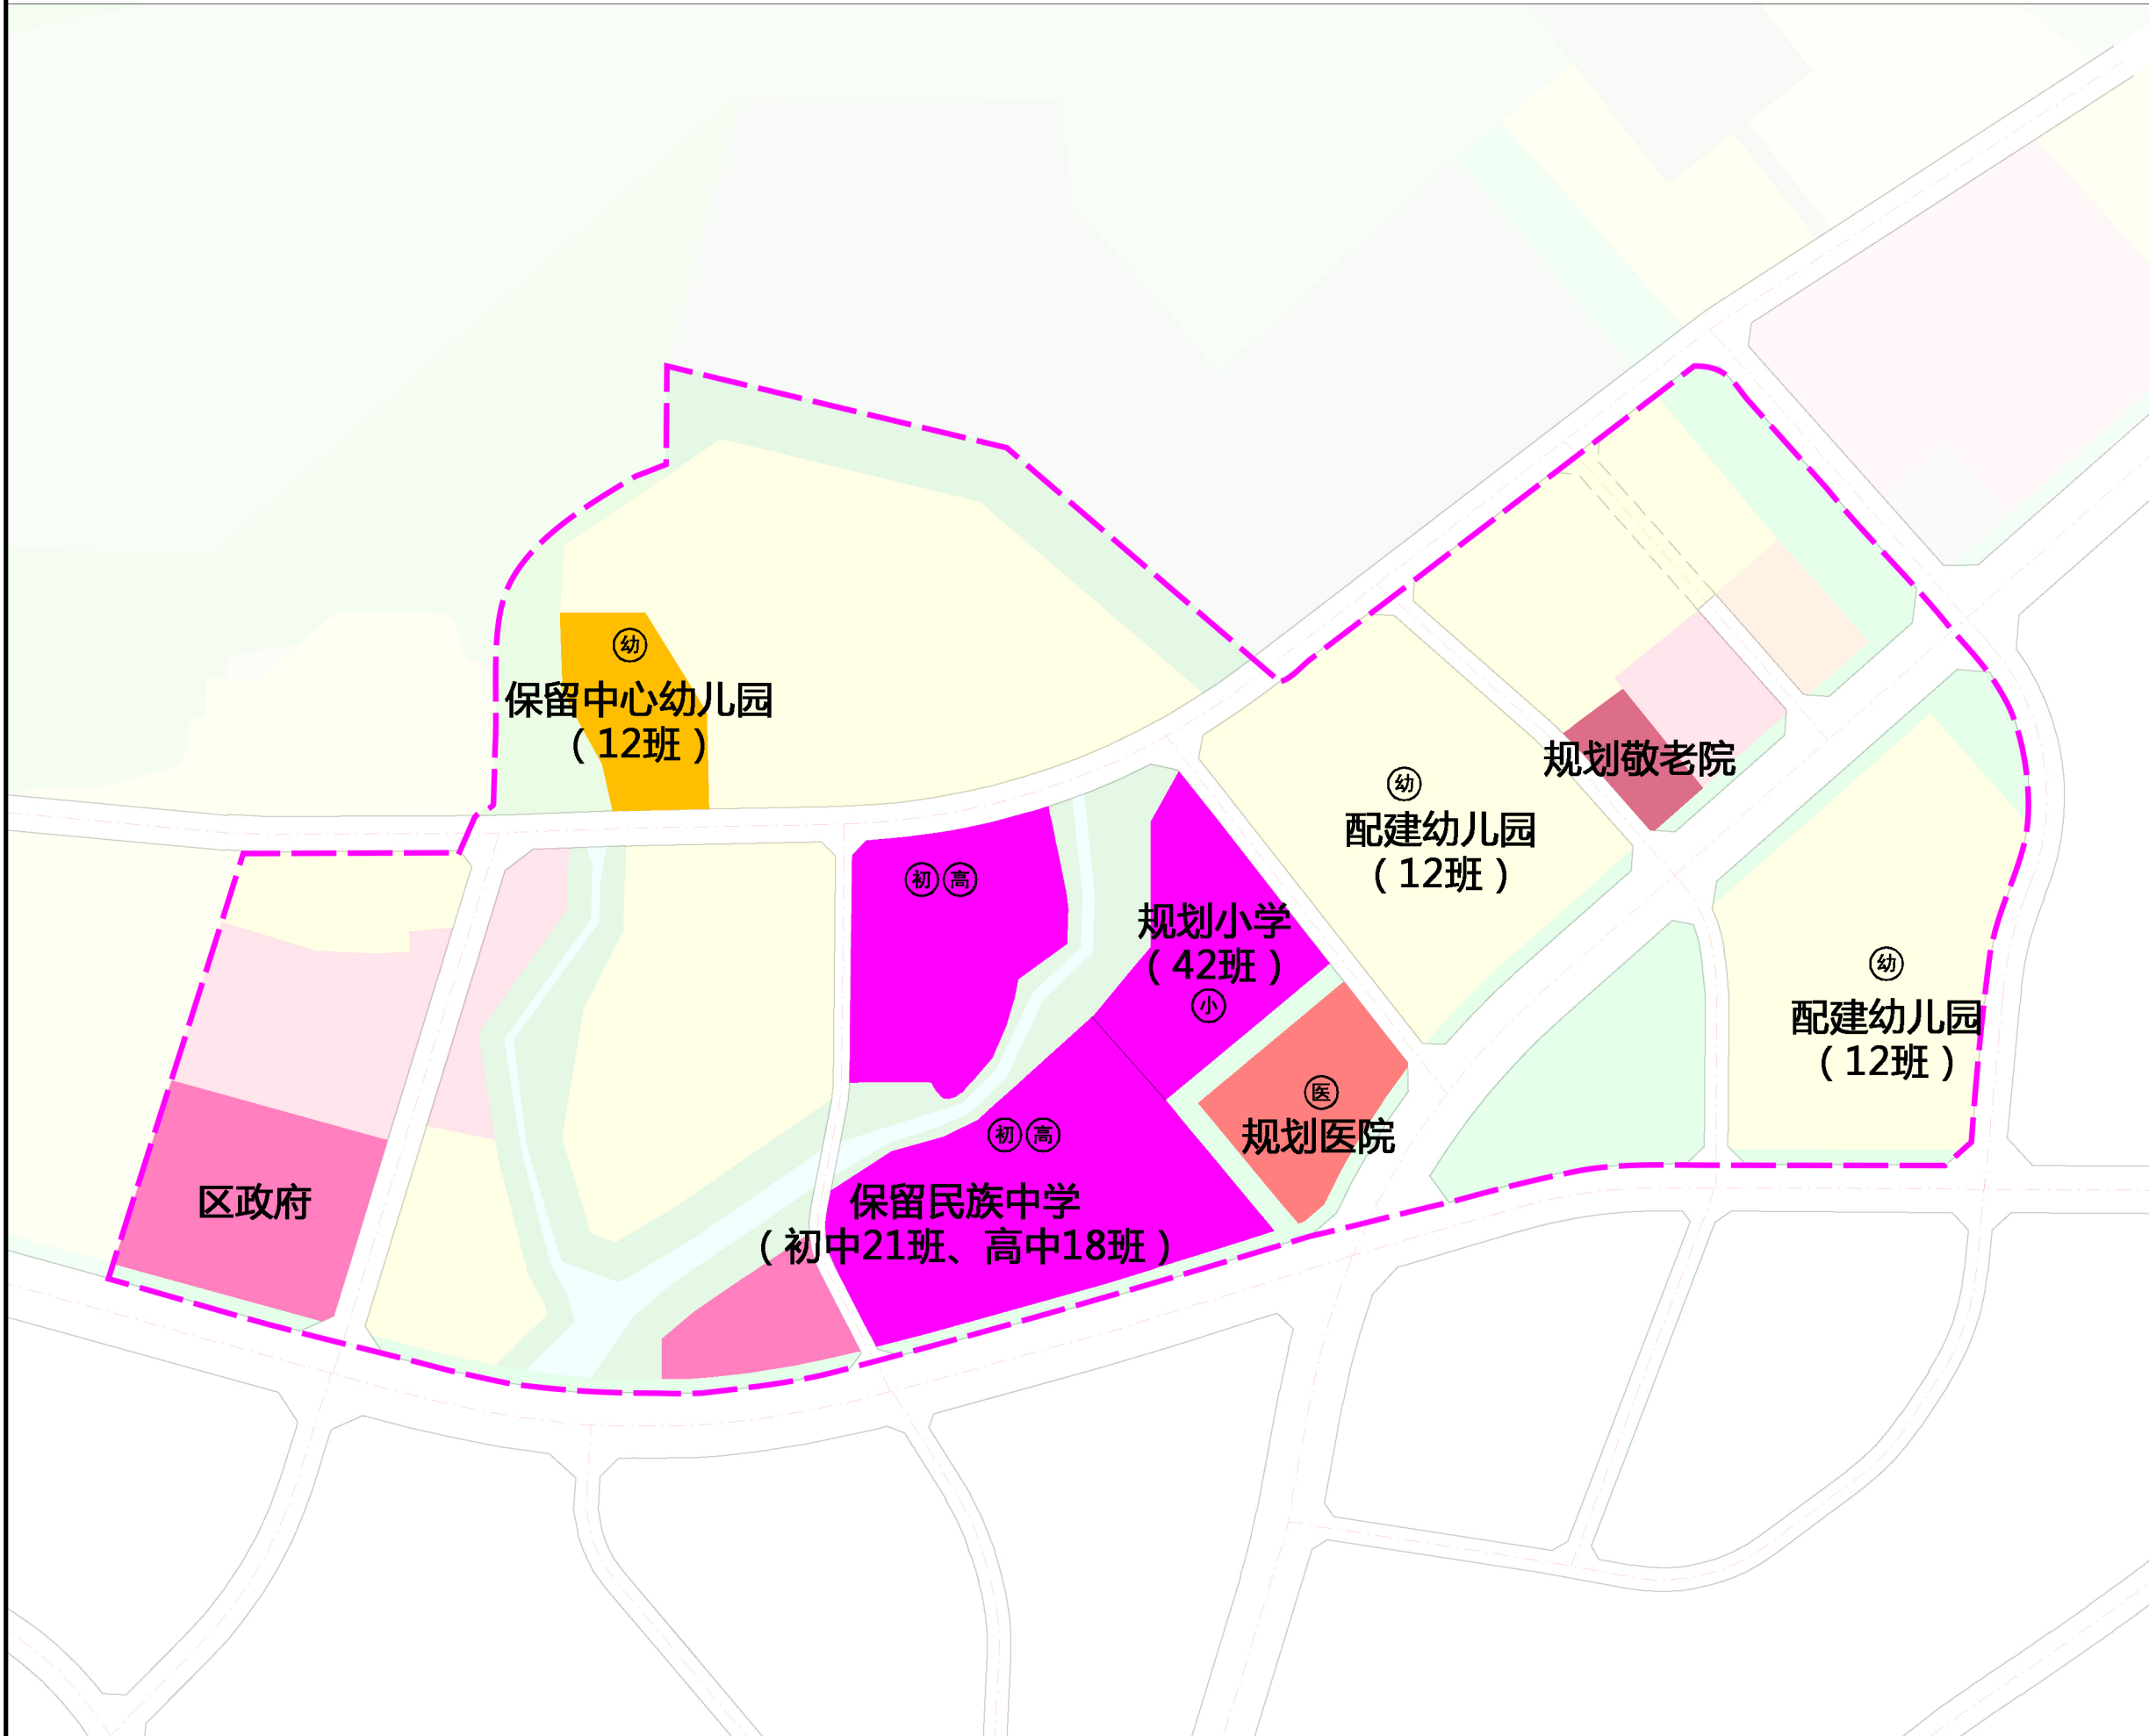 幼
保留中心幼儿园
（12班）
规划敬老院
幼
配建幼儿园
（12班）
初 高
规划小学
（42班）
小
幼
配建幼儿园
（12班）
医
规划医院
初 高
保留民族中学
（初中21班、高中18班）
区政府